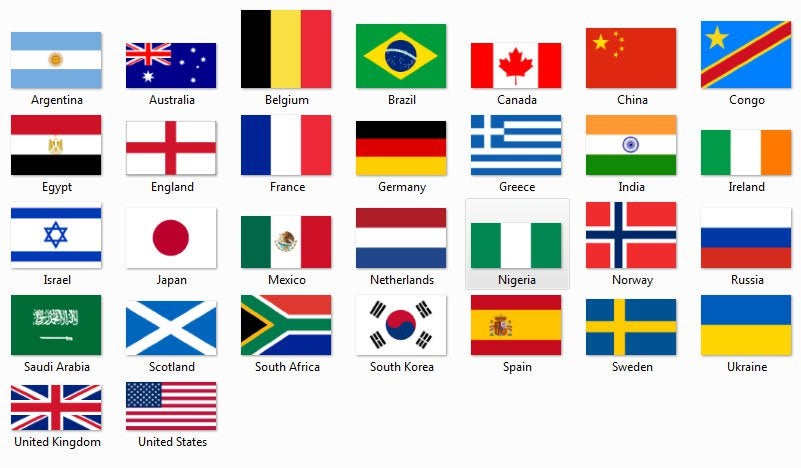 Argentina Australia Belgium Brazil Canada China Congo
Egypt England France Germany Greece India Ireland
Israel Japan Mexico Netherlands Nigeria Norway Russia
Saudi Arabia Scotland South Africa South Korea Spain Sweden Ukraine
United Kingdom United States